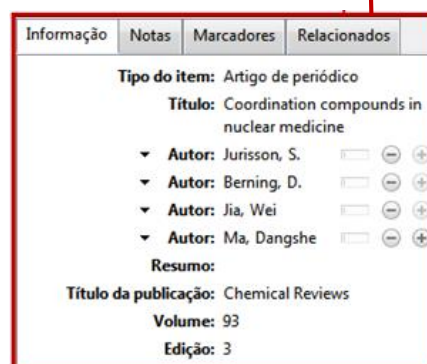 Informação Notas Marcadores Relacionados
Tipo do item: Artigo de periódico
Título: Coordination compounds in
nuclear medicine
Autor: Jurisson, S.
Autor: Berning, D.
Autor: Jia, Wei
Autor: Ma, Dangshe
Resumo:
Título da publicação: Chemical Reviews
Volume: 93
Edição: 3